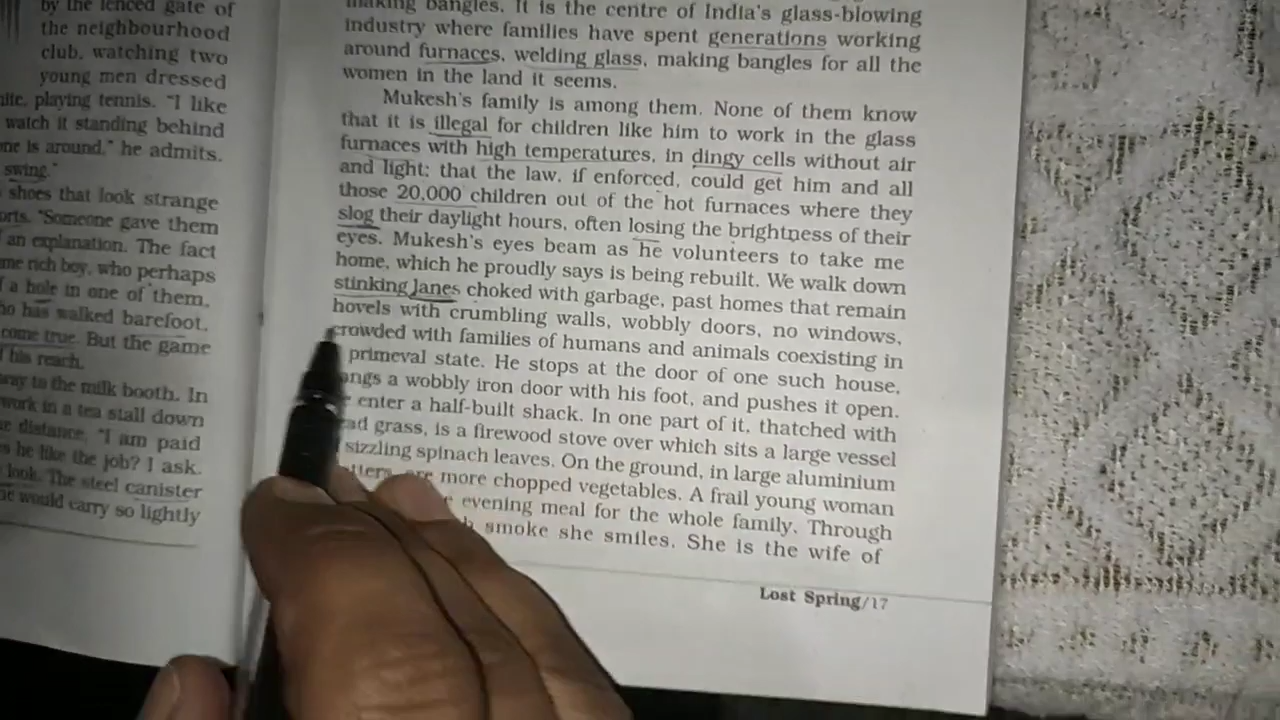 by the fenced gate of
the neighbourhood
club, watching two
young men dressed
playing tennis. "I like
watch it standing behind
one is around," he admits.
swing."
shoes that look strange
"Someone gave them
an explanation. The fact
me rich boy, who perhaps
a hole in one of them.
has walked barefoot,
come true. But the game
his reach.
way to the milk booth. In
work in a tea stall down
distance, "I am paid
he like the job? I ask.
look. The steel canister
would carry so lightly
making bangles. It is the centre of India's glass-blowing
industry where families have spent generations working
around furnaces, welding glass, making bangles for all the
women in the land it seems.
Mukesh's family is among them. None of them know
that it is illegal for children like him to work in the glass
furnaces with high temperatures, in dingy cells without air
and light; that the law, if enforced, could get him and all
those 20,000 children out of the hot furnaces where they
slog their daylight hours, often losing the brightness of their
eyes. Mukesh's eyes beam as he volunteers to take me
home, which he proudly says is being rebuilt. We walk down
stinking lanes choked with garbage, past homes that remain
hovels with crumbling walls, wobbly doors, no windows,
crowded with families of humans and animals coexisting in
primeval state. He stops at the door of one such house,
a wobbly iron door with his foot, and pushes it open.
enter a half-built shack. In one part of it, thatched with
grass, is a firewood stove over which sits a large vessel
sizzling spinach leaves. On the ground, in large aluminium
are more chopped vegetables. A frail young woman
evening meal for the whole family. Through
smoke she smiles. She is the wife of
Lost Spring/17